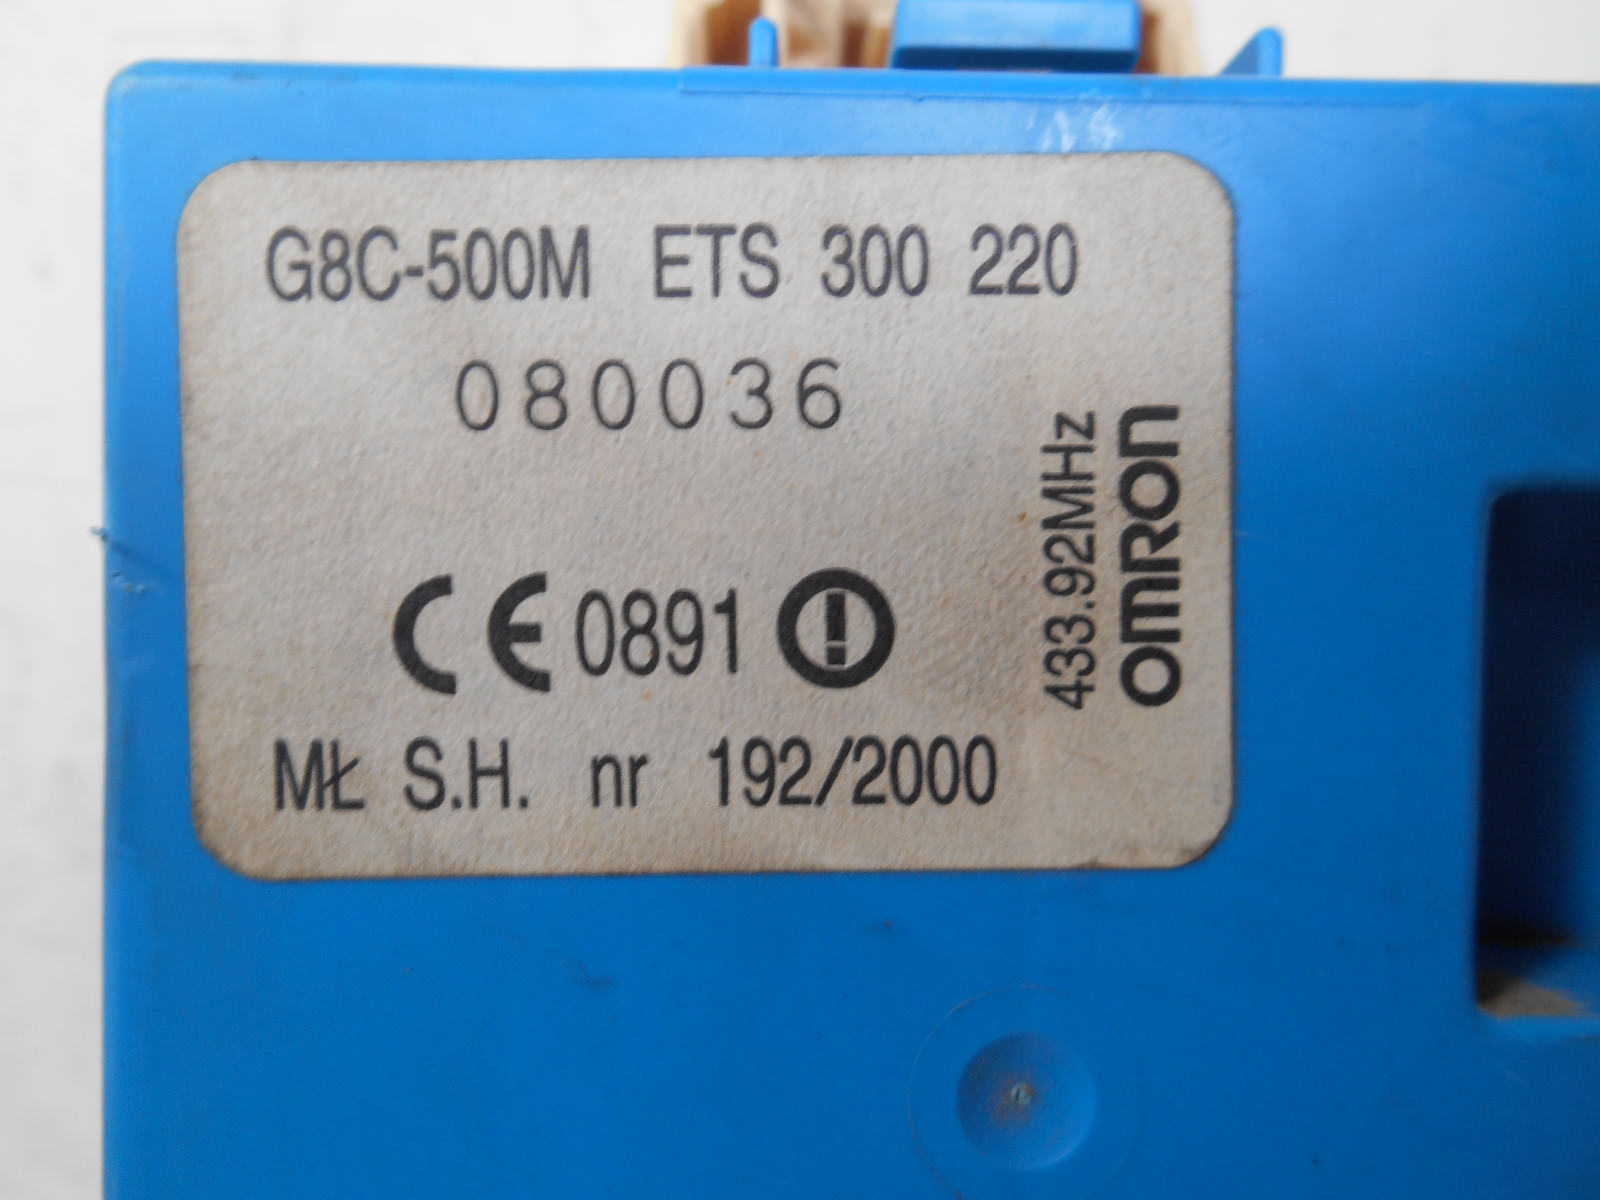 G8C-500M ETS 300 220
080036
CE 0891
MŁ S.H. nr 192/2000
433.92MHz
OMRON